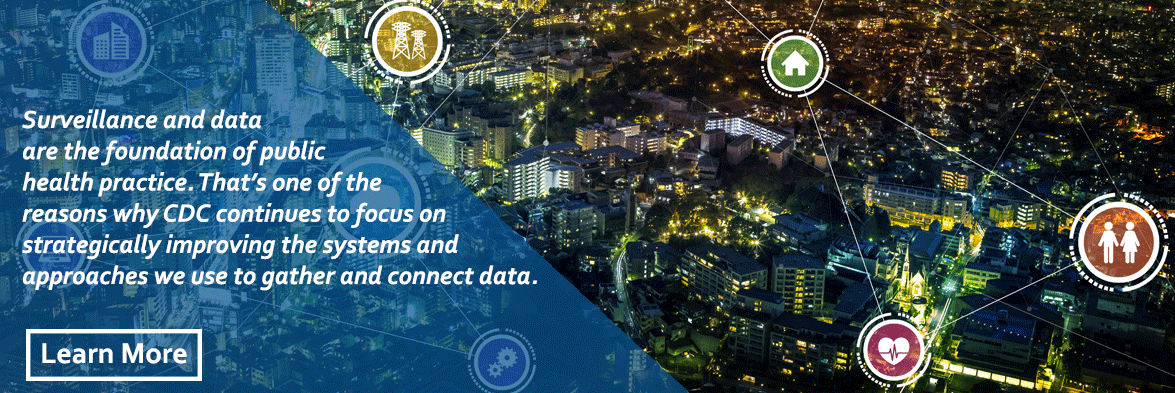 Surveillance and data
are the foundation of public
health practice. That's one of the
reasons why CDC continues to focus on
strategically improving the systems and
approaches we use to gather and connect data.
Learn More